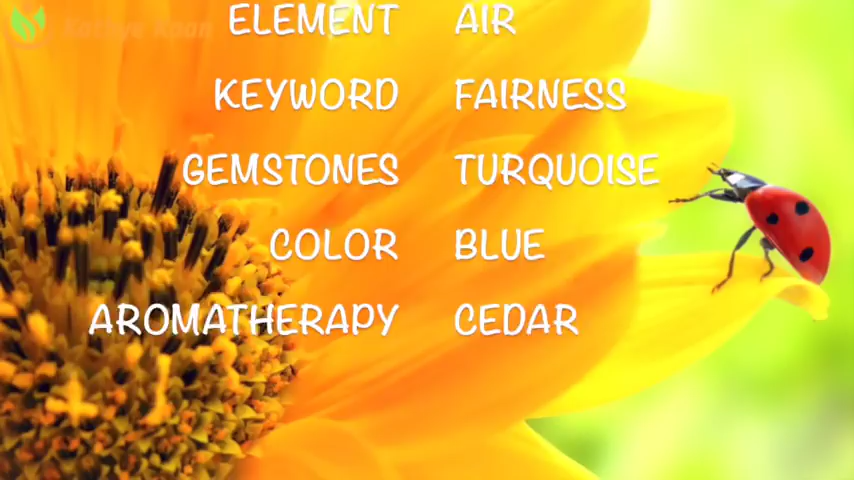 ELEMENT AIR
KEYWORD FAIRNESS
GEMSTONES TURQUOISE
COLOR BLUE
AROMATHERAPY CEDAR